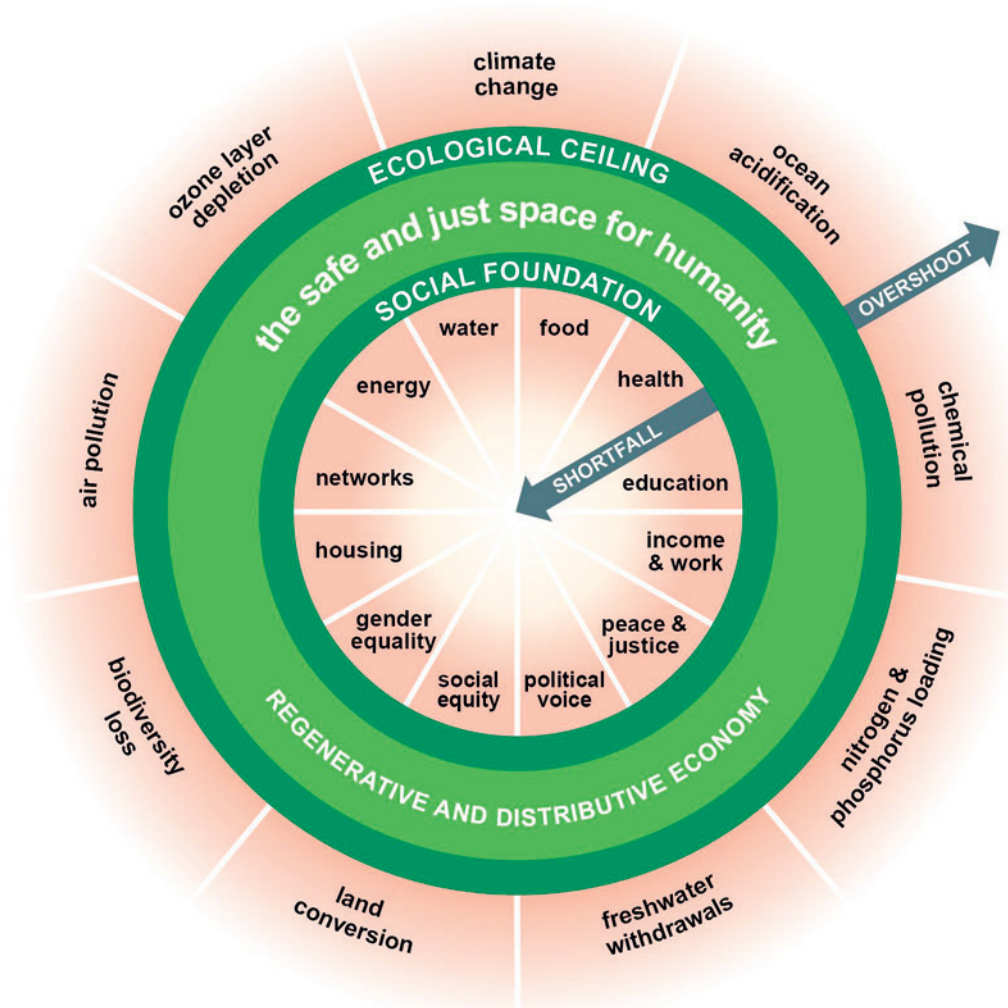 climate
change
ocean
acidification
OVERSHOOT
chemical
pollution
nitrogen &
phosphorus loading
freshwater
withdrawals
land
conversion
biodiversity
loss
air pollution
ozone layer
depletion
ECOLOGICAL CEILING
the safe and just space for humanity
SOCIAL FOUNDATION
water
food
health
SHORTFALL
education
income
& work
peace &
justice
political
voice
social
equity
gender
equality
housing
networks
energy
REGENERATIVE AND DISTRIBUTIVE ECONOMY